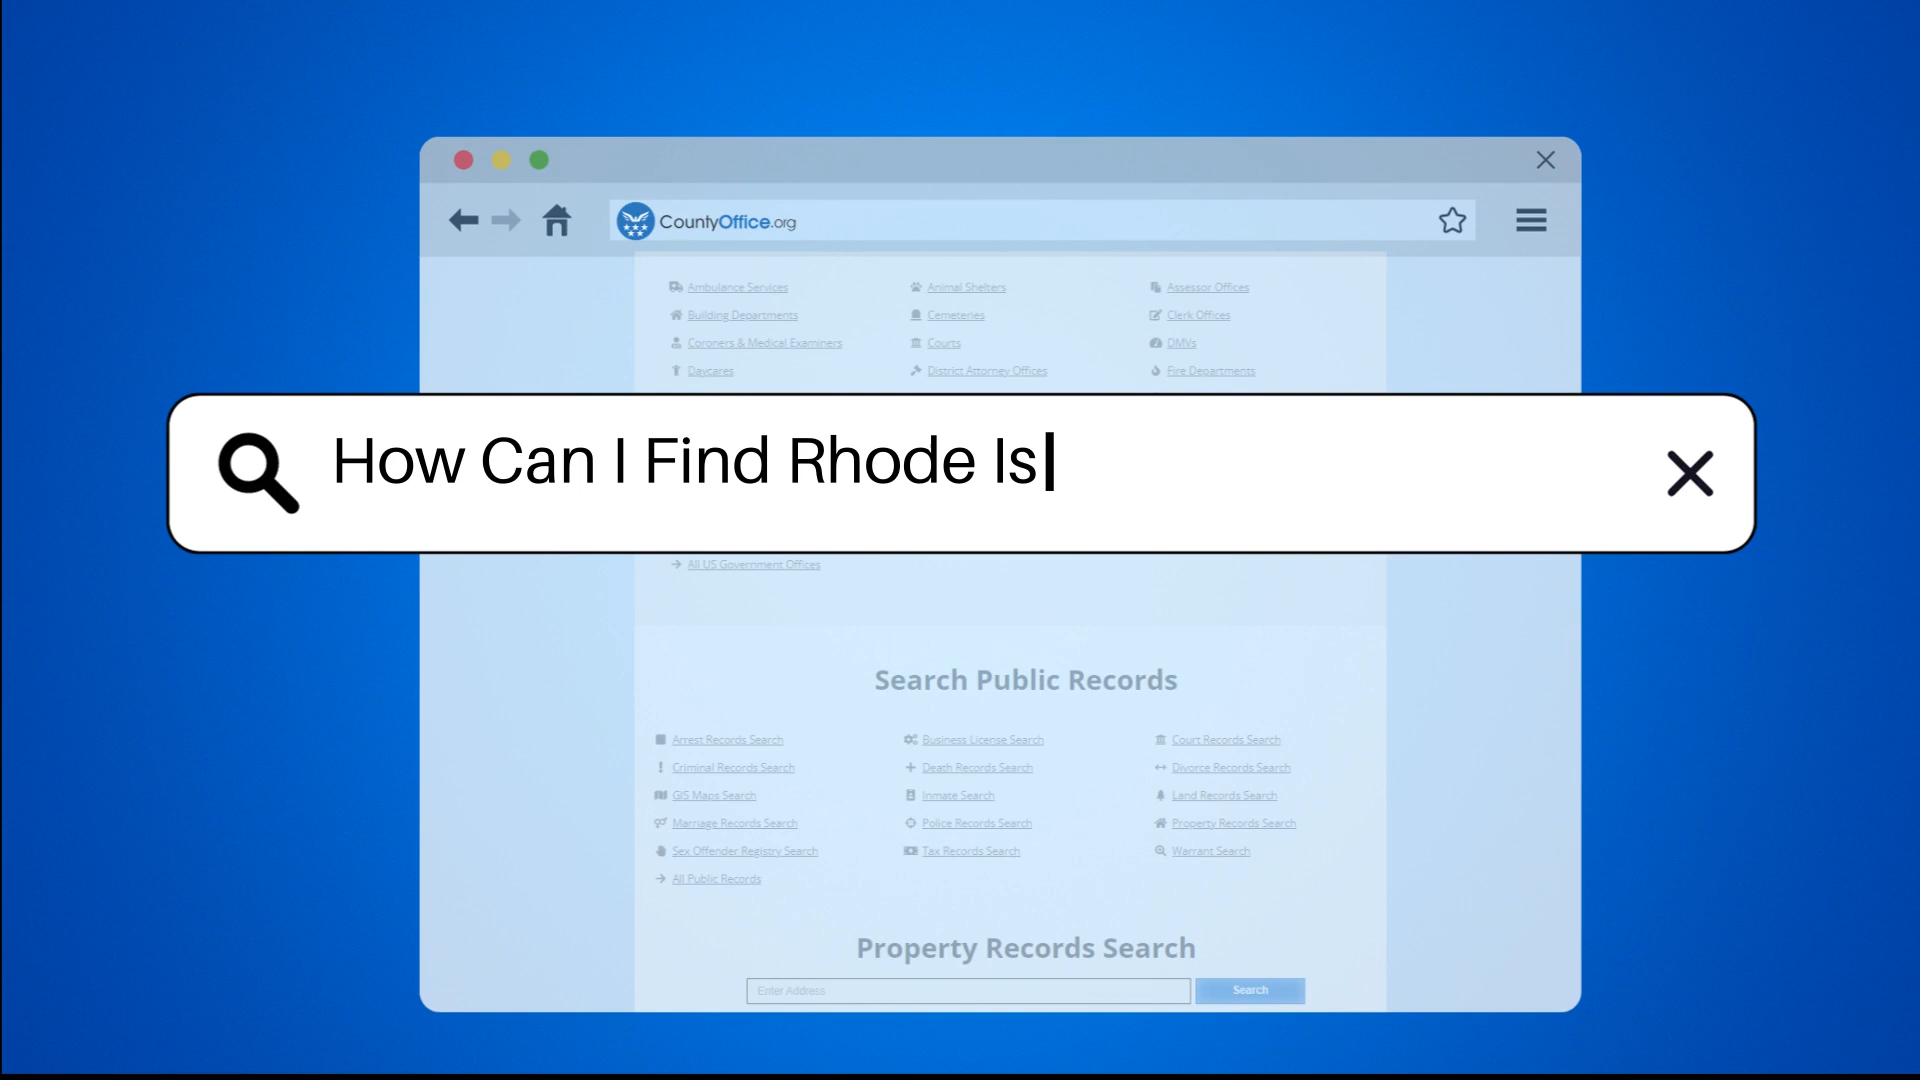 CountyOffice.org
Ambulance Services Animal Shelters Assessor Offices
Building Departments Cemeteries Clerk Offices
Coroners & Medical Examiners Courts DMVs
Daycares District Attorney Offices Fire Departments
How Can I Find Rhode Is
All US Government Offices
Search Public Records
Arrest Records Search Business License Search Court Records Search
Criminal Records Search Death Records Search Divorce Records Search
GIS Maps Search Inmate Search Land Records Search
Marriage Records Search Police Records Search Property Records Search
Sex Offender Registry Search Tax Records Search Warrant Search
All Public Records
Property Records Search
Enter Address Search